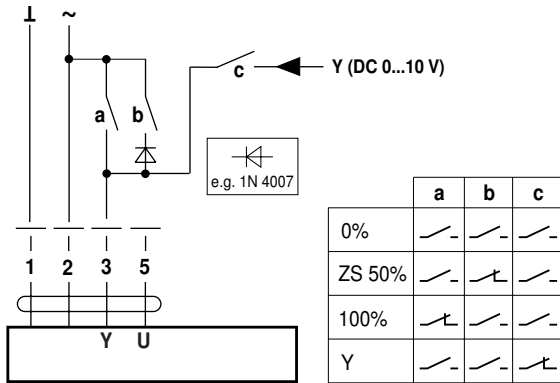 ⊥ ~
a b
c
Y (DC 0...10 V)
e.g. 1N 4007
1 2 3 5
Y U
a b c
0%
ZS 50%
100%
Y